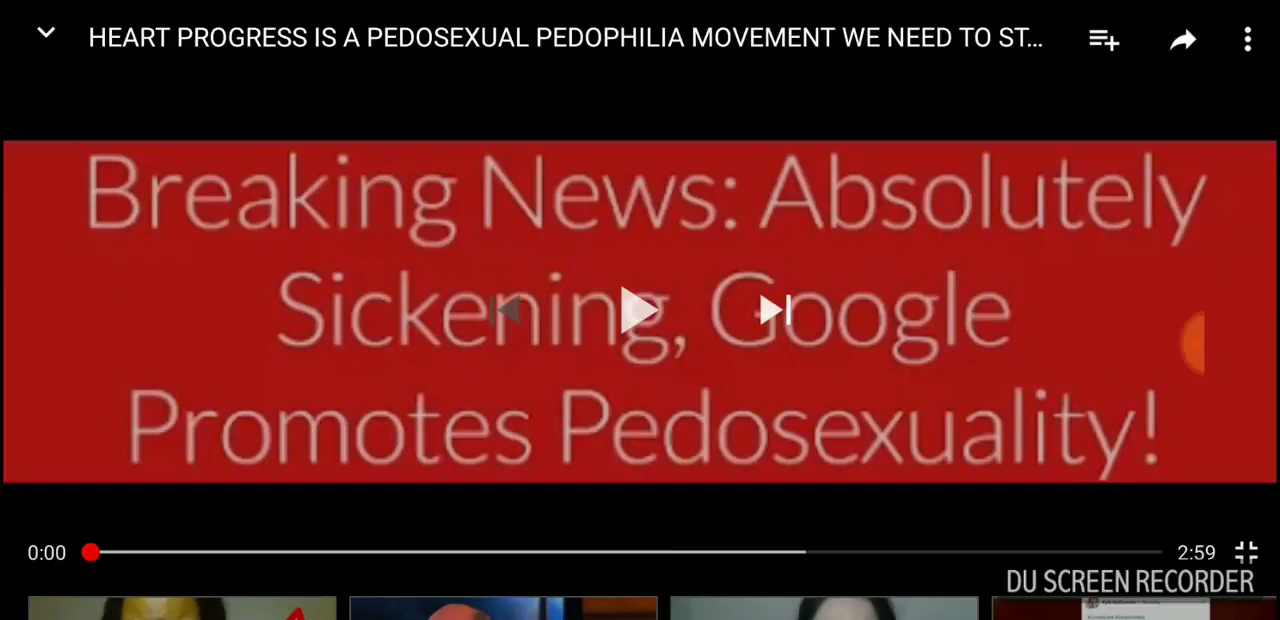 HEART PROGRESS IS A PEDOSEXUAL PEDOPHILIA MOVEMENT WE NEED TO ST...
Breaking News: Absolutely
Sickening, Google
Promotes Pedosexuality!
0:00
2:59
DU SCREEN RECORDER